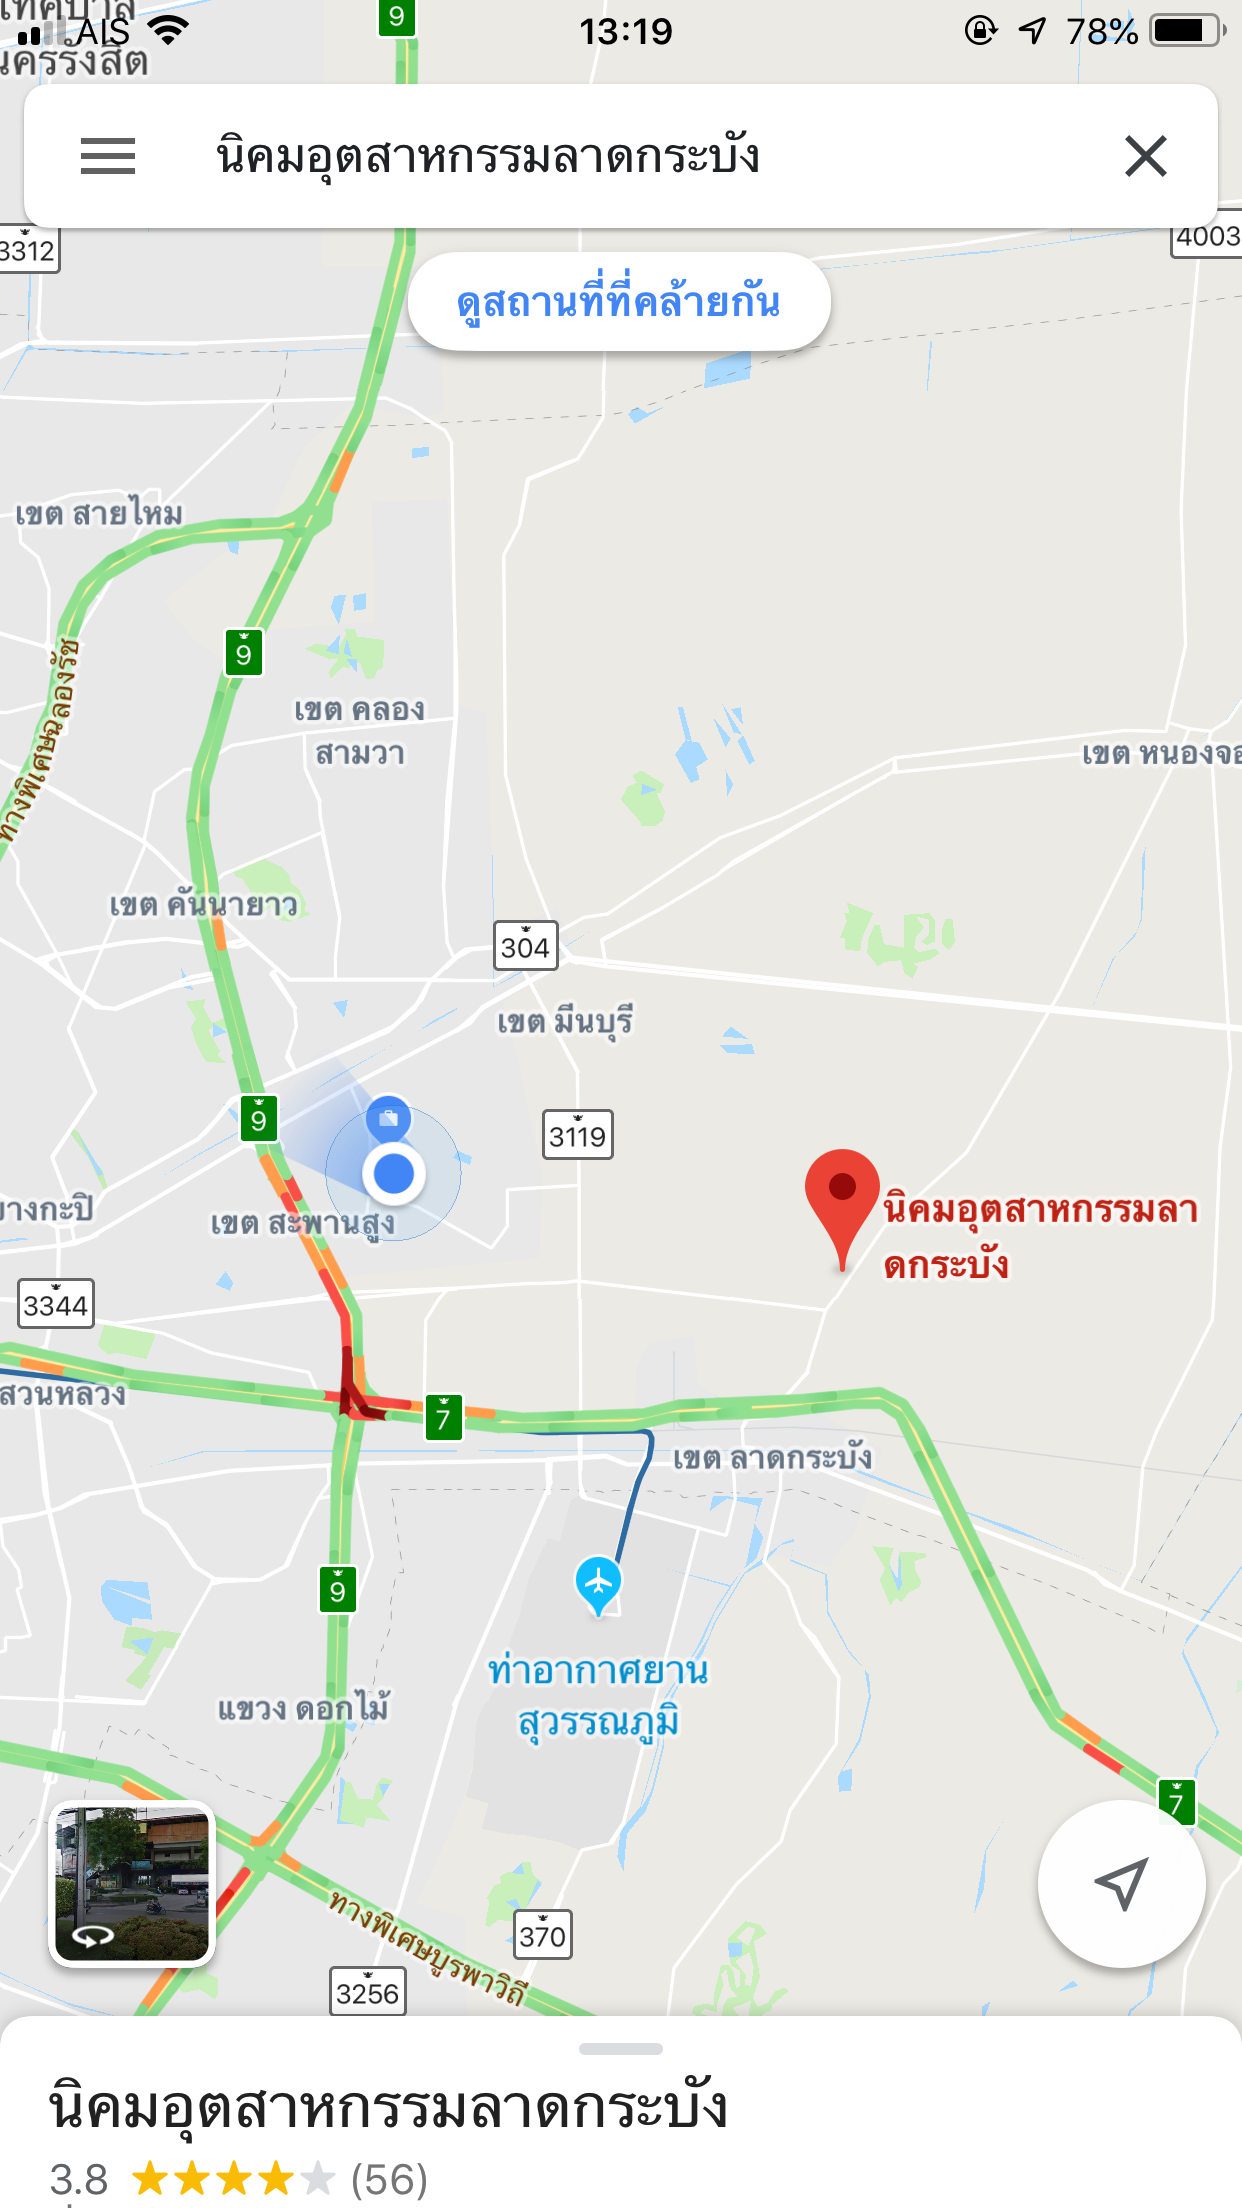 เทศบาล
นครรังสิต
AIS
13:19
78%
9
นิคมอุตสาหกรรมลาดกระบัง
3312
4003
ดูสถานที่ที่คล้ายกัน
เขต สายไหม
9
ทางพิเศษฉลองรัช
เขต คลอง
สามวา
เขต หนองจอ
เขต คันนายาว
304
เขต มีนบุรี
9
3119
บางกะปิ
เขต สะพานสูง
นิคมอุตสาหกรรมลา
ดกระบัง
3344
สวนหลวง
7
เขต ลาดกระบัง
9
ท่าอากาศยาน
สุวรรณภูมิ
แขวง ดอกไม้
7
ทางพิเศษบูรพาวิถี
370
3256
นิคมอุตสาหกรรมลาดกระบัง
3.8 (56)